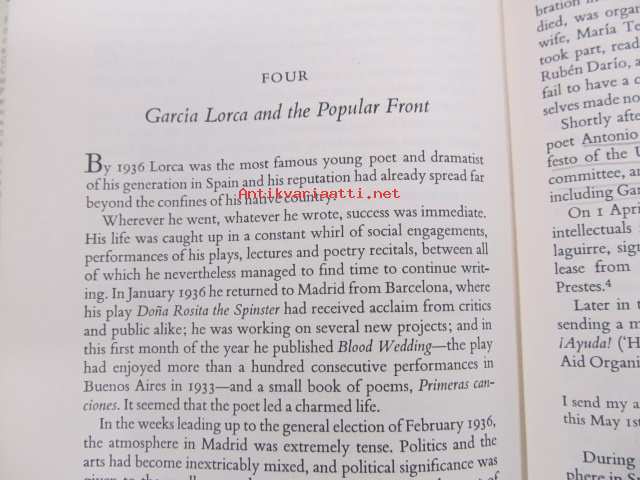 FOUR
Garcia Lorca and the Popular Front
By 1936 Lorca was the most famous young poet and dramatist
of his generation in Spain and his reputation had already spread far
beyond the confines of his native country.
Antikvariaatti.net
Wherever he went, whatever he wrote, success was immediate.
His life was caught up in a constant whirl of social engagements,
performances of his plays, lectures and poetry recitals, between all
of which he nevertheless managed to find time to continue writ-
ing. In January 1936 he returned to Madrid from Barcelona, where
his play Doña Rosita the Spinster had received acclaim from critics
and public alike; he was working on several new projects; and in
this first month of the year he published Blood Wedding—the play
had enjoyed more than a hundred consecutive performances in
Buenos Aires in 1933—and a small book of poems, Primeras can-
ciones. It seemed that the poet led a charmed life.
In the weeks leading up to the general election of February 1936,
the atmosphere in Madrid was extremely tense. Politics and the
arts had become inextricably mixed, and political significance was
bration in
died, was organ
wife, María Te
took part, read
Rubén Darío, a
fail to have a c
selves made no
Shortly afte
poet Antonio
festo of the U
committee, an
including Gar
On 1 Apri
intellectuals
laguirre, sign
lease from
Prestes.4
Later in t
sending a m
¡Ayuda! ('H
Aid Organi
I send my a
this May 1st
During
phere in S